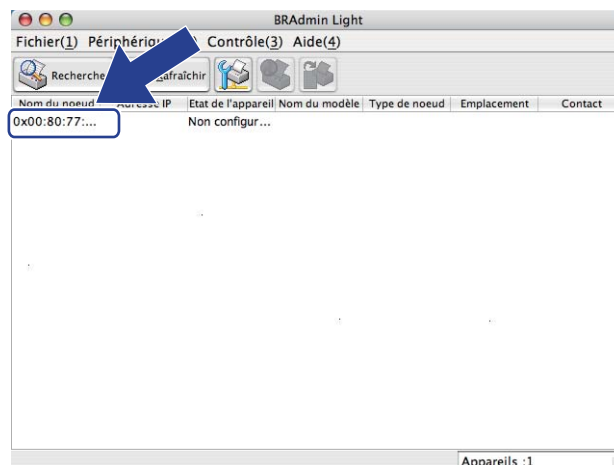 BRAdmin Light
Fichier(1) Contrôle(3) Aide(4)
Recherche
Nom du noeud IP Etat de l'appareil Nom du modèle Type de noeud Emplacement Contact
0x00:80:77:... Non configur...
Appareils :1